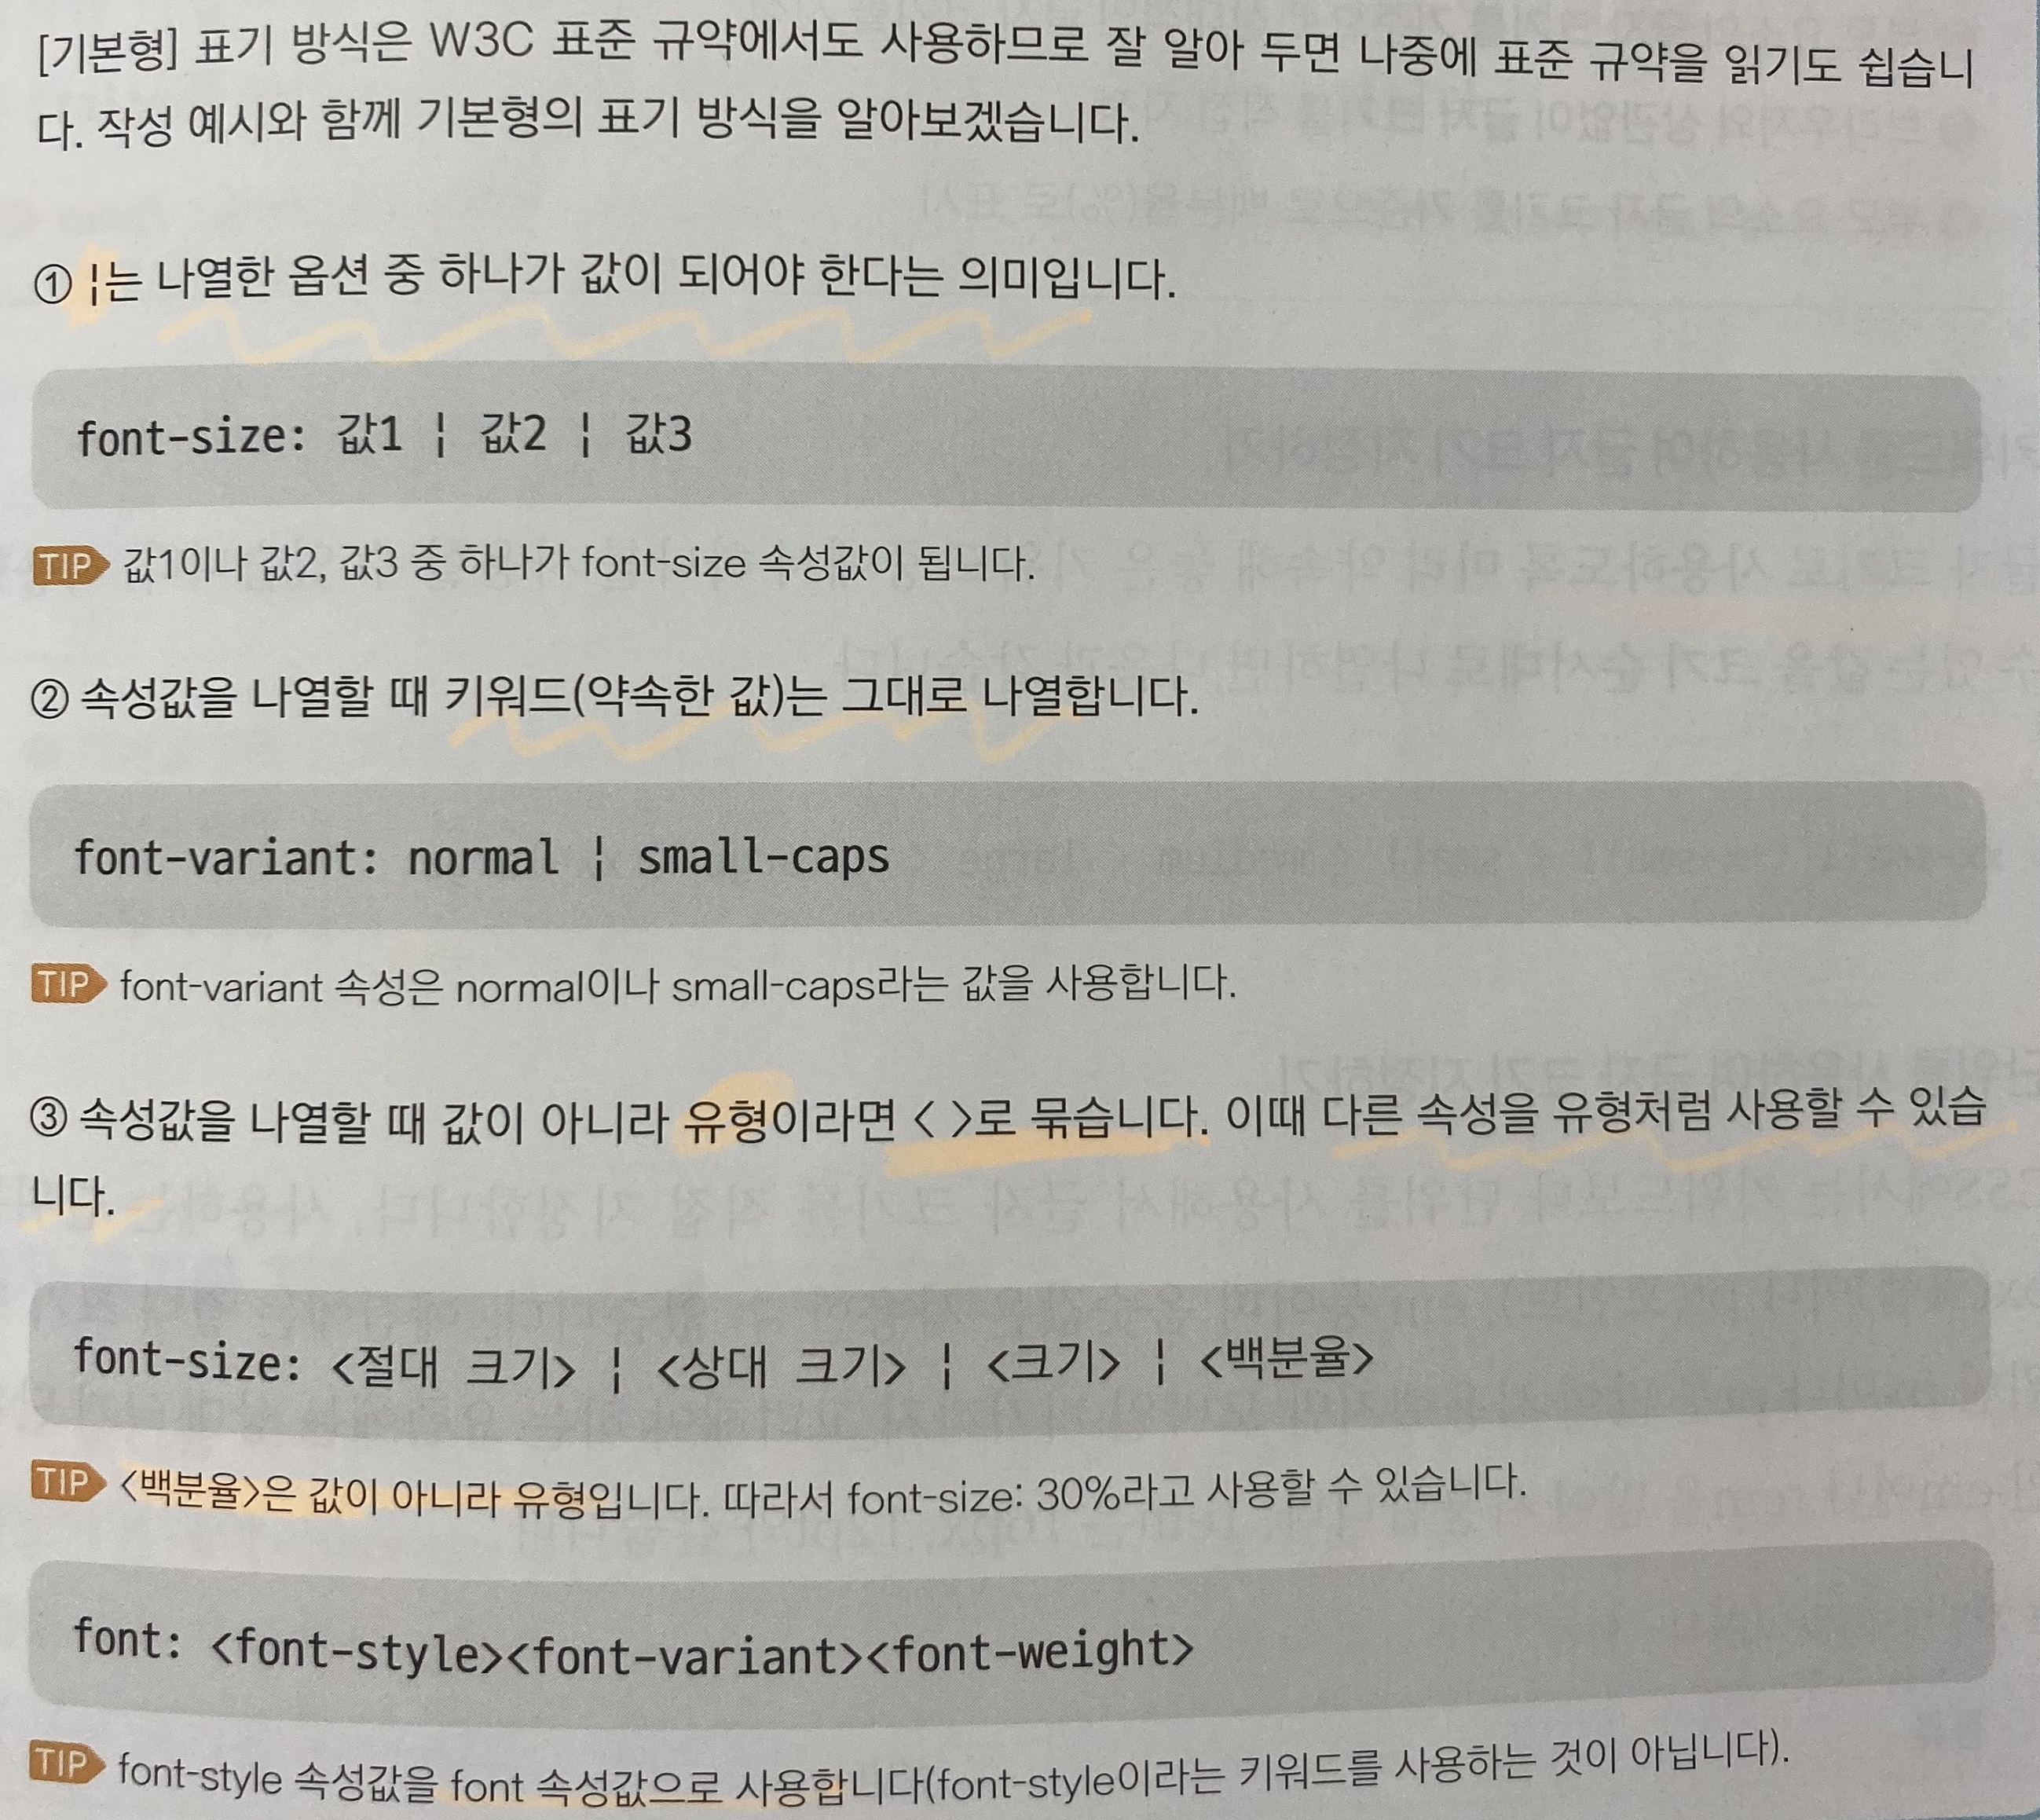 [기본형] 표기 방식은 W3C 표준 규약에서도 사용하므로 잘 알아 두면 나중에 표준 규약을 읽기도 쉽습니
다. 작성 예시와 함께 기본형의 표기 방식을 알아보겠습니다.
① ¦는 나열한 옵션 중 하나가 값이 되어야 한다는 의미입니다.
font-size: 값1 ¦ 값2 ¦ 값3
TIP 값1이나 값2, 값3 중 하나가 font-size 속성값이 됩니다.
② 속성값을 나열할 때 키워드(약속한 값)는 그대로 나열합니다.
font-variant: normal ¦ small-caps
TIP font-variant 속성은 normal이나 small-caps라는 값을 사용합니다.
③ 속성값을 나열할 때 값이 아니라 유형이라면 < >로 묶습니다. 이때 다른 속성을 유형처럼 사용할 수 있습
니다.
font-size: <절대 크기> ¦ <상대 크기> ¦ <크기> ¦ <백분율>
TIP <백분율>은 값이 아니라 유형입니다. 따라서 font-size: 30%라고 사용할 수 있습니다.
font: <font-style><font-variant><font-weight>
TIP font-style 속성값을 font 속성값으로 사용합니다(font-style이라는 키워드를 사용하는 것이 아닙니다).